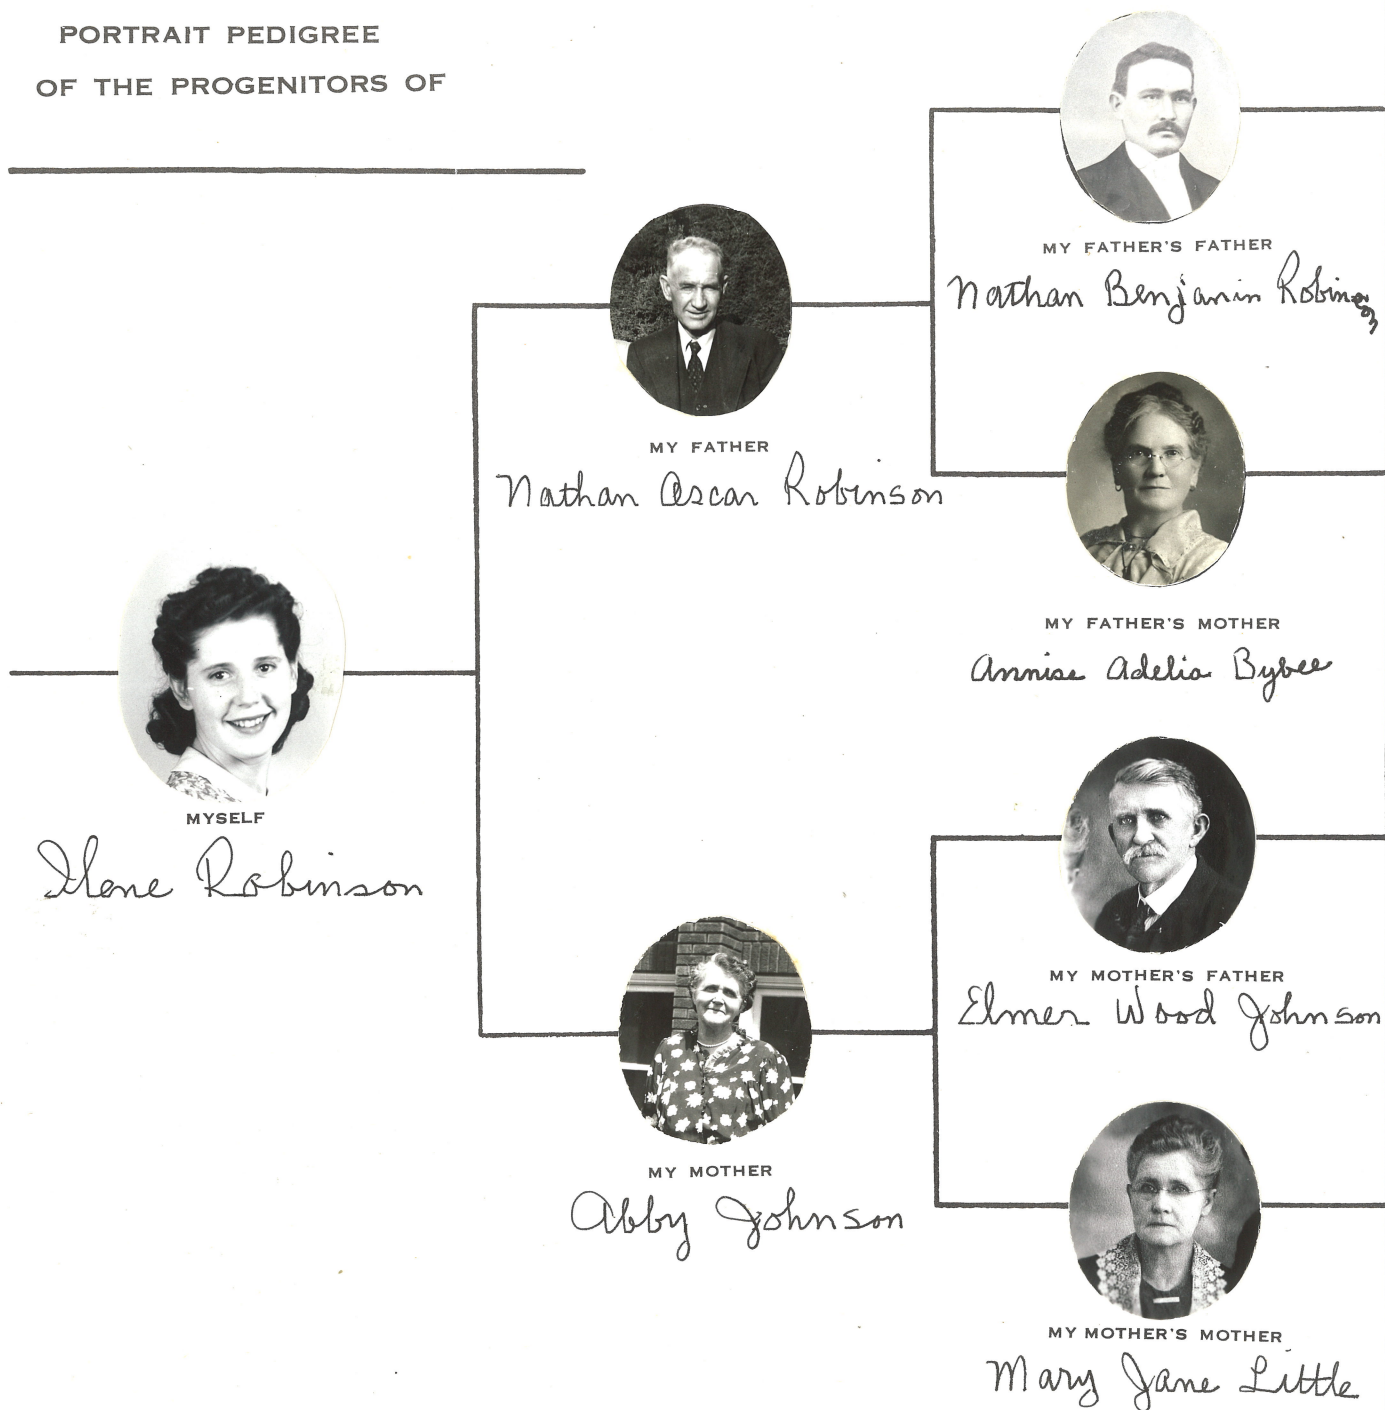 PORTRAIT PEDIGREE
OF THE PROGENITORS OF
MY FATHER'S FATHER
Nathan Benjamin Robinson
MY FATHER
Nathan Oscar Robinson
MY FATHER'S MOTHER
Annise Adelia Bybee
MYSELF
Ilene Robinson
MY MOTHER'S FATHER
Elmer Wood Johnson
MY MOTHER
Abby Johnson
MY MOTHER'S MOTHER
Mary Jane Little